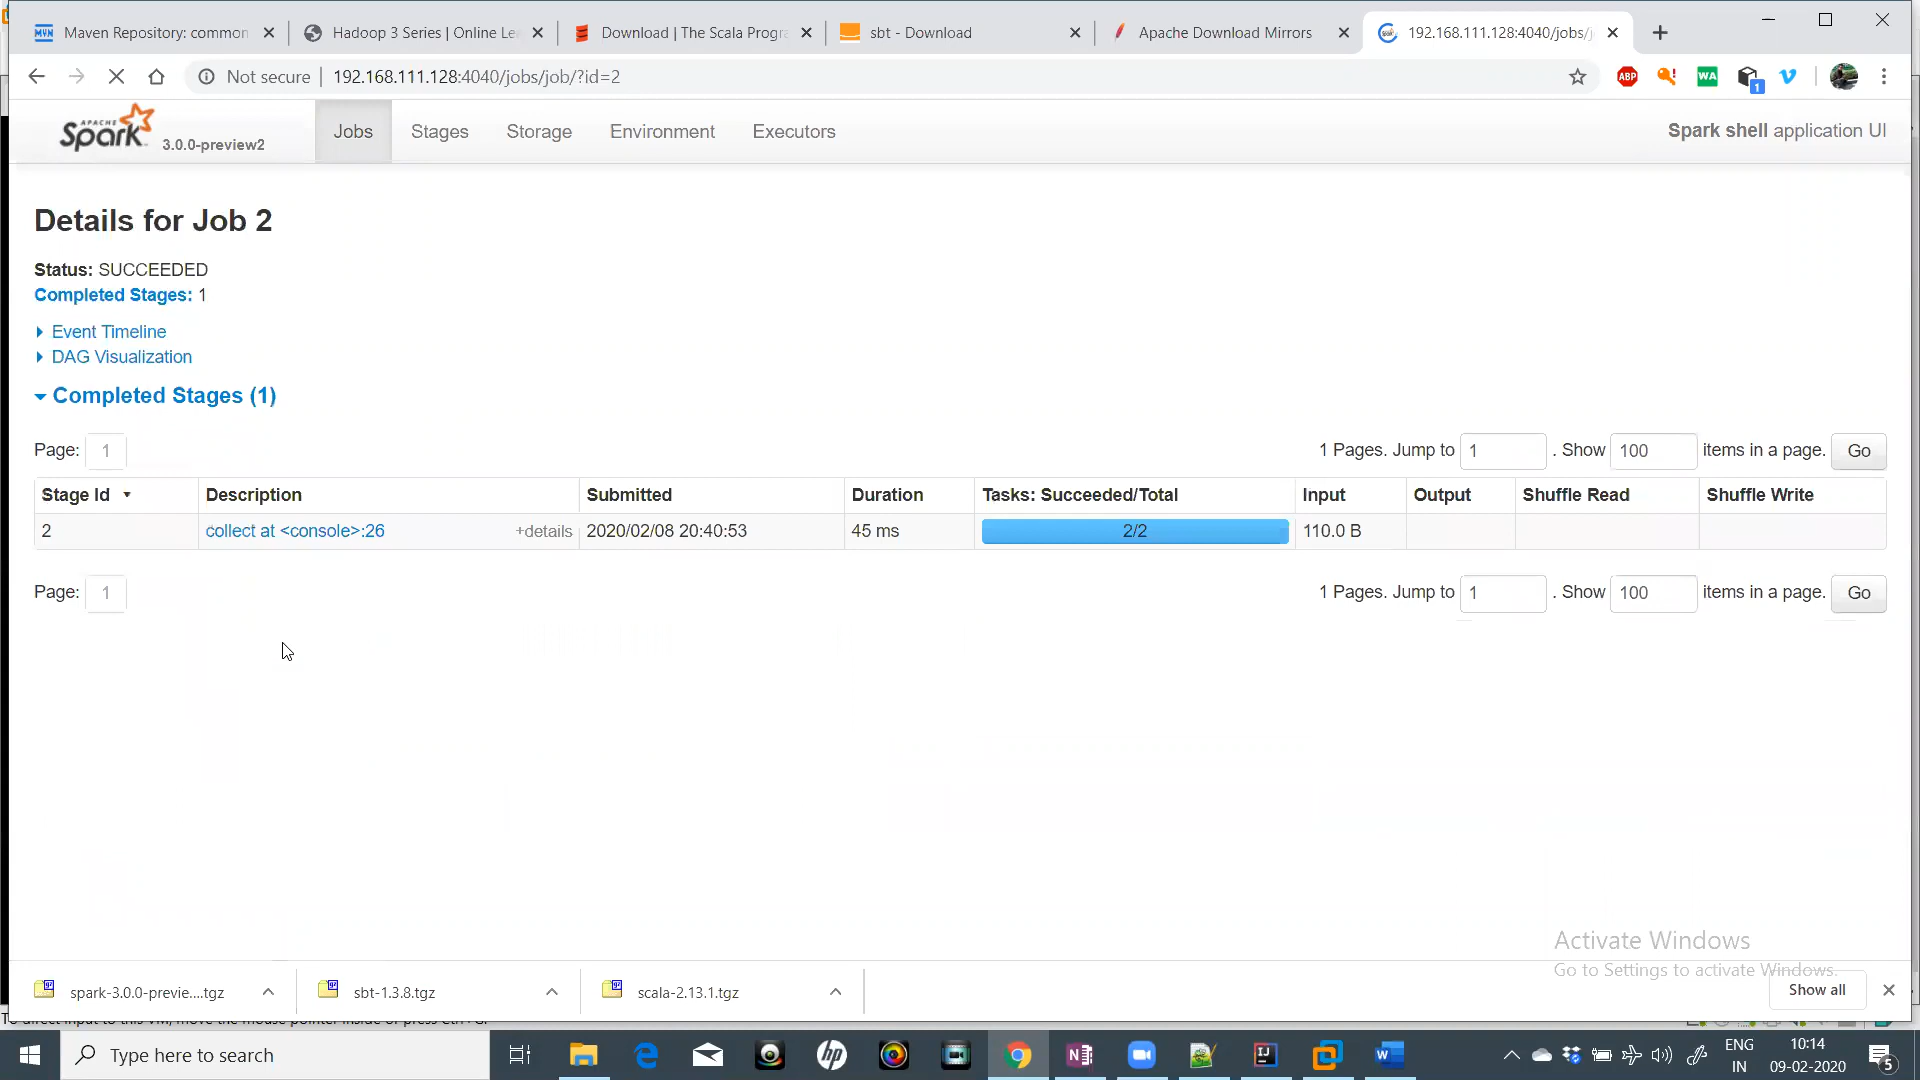 Maven Repository: common
Hadoop 3 Series | Online Le
Download | The Scala Progra
sbt - Download
Apache Download Mirrors
192.168.111.128:4040/jobs/j
Not secure | 192.168.111.128:4040/jobs/job/?id=2
ABP
WA
1
APACHE Spark 3.0.0-preview2
Jobs
Stages
Storage
Environment
Executors
Spark shell application UI
Details for Job 2
Status: SUCCEEDED
Completed Stages: 1
Event Timeline
DAG Visualization
Completed Stages (1)
Page: 1
1 Pages. Jump to 1 . Show 100 items in a page. Go
Stage Id Description Submitted Duration Tasks: Succeeded/Total Input Output Shuffle Read Shuffle Write
2 collect at <console>:26 +details 2020/02/08 20:40:53 45 ms 2/2 110.0 B
Page: 1
1 Pages. Jump to 1 . Show 100 items in a page. Go
Activate Windows
Go to Settings to activate Windows.
spark-3.0.0-previe....tgz
sbt-1.3.8.tgz
scala-2.13.1.tgz
Show all
Type here to search
ENG
IN
10:14
09-02-2020
5